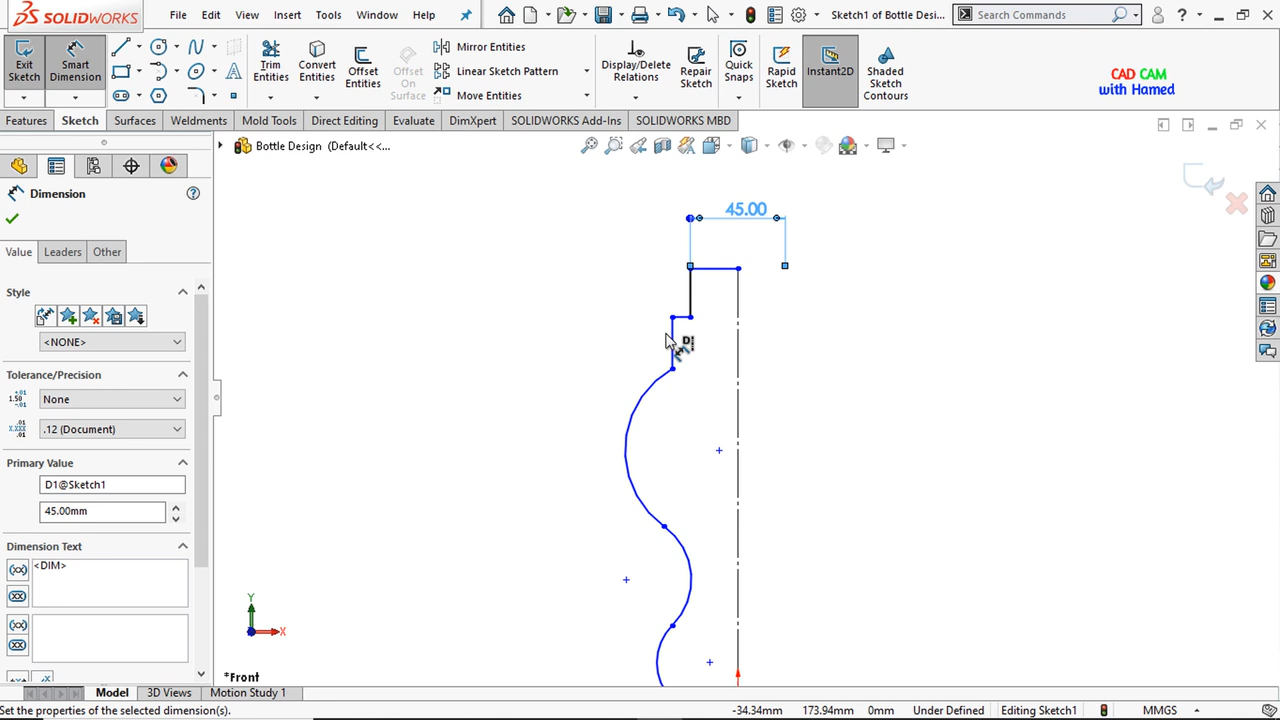 SOLIDWORKS
File Edit View Insert Tools Window Help
Sketch1 of Bottle Desi...
Search Commands
Exit Sketch
Smart Dimension
Trim Entities
Convert Entities
Offset Entities
Offset On Surface
Mirror Entities
Linear Sketch Pattern
Move Entities
Display/Delete Relations
Repair Sketch
Quick Snaps
Rapid Sketch
Instant2D
Shaded Sketch Contours
CAD CAM
with Hamed
Features Sketch Surfaces Weldments Mold Tools Direct Editing Evaluate DimXpert SOLIDWORKS Add-Ins SOLIDWORKS MBD
Bottle Design (Default<<...
Dimension
Value Leaders Other
45.00
Style
<NONE>
Tolerance/Precision
None
.12 (Document)
Primary Value
D1@Sketch1
45.00mm
Dimension Text
<DIM>
Y
X
*Front
Model 3D Views Motion Study 1
Set the properties of the selected dimension(s).
-34.34mm 173.94mm 0mm Under Defined Editing Sketch1 MMGS